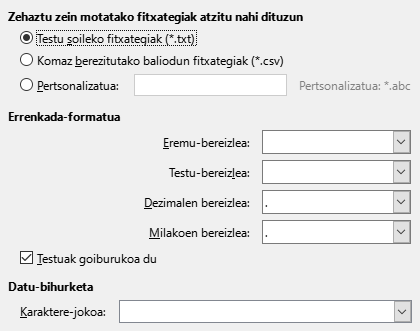 Zehaztu zein motatako fitxategiak atzitu nahi dituzun
Testu soileko fitxategiak (*.txt)
Komaz berezitutako baliodun fitxategiak (*.csv)
Pertsonalizatua: Pertsonalizatua: *.abc
Errenkada-formatua
Eremu-bereizlea:
Testu-bereizlea:
Dezimalen bereizlea: .
Milakoen bereizlea: .
Testuak goiburukoa du
Datu-bihurketa
Karaktere-jokoa: